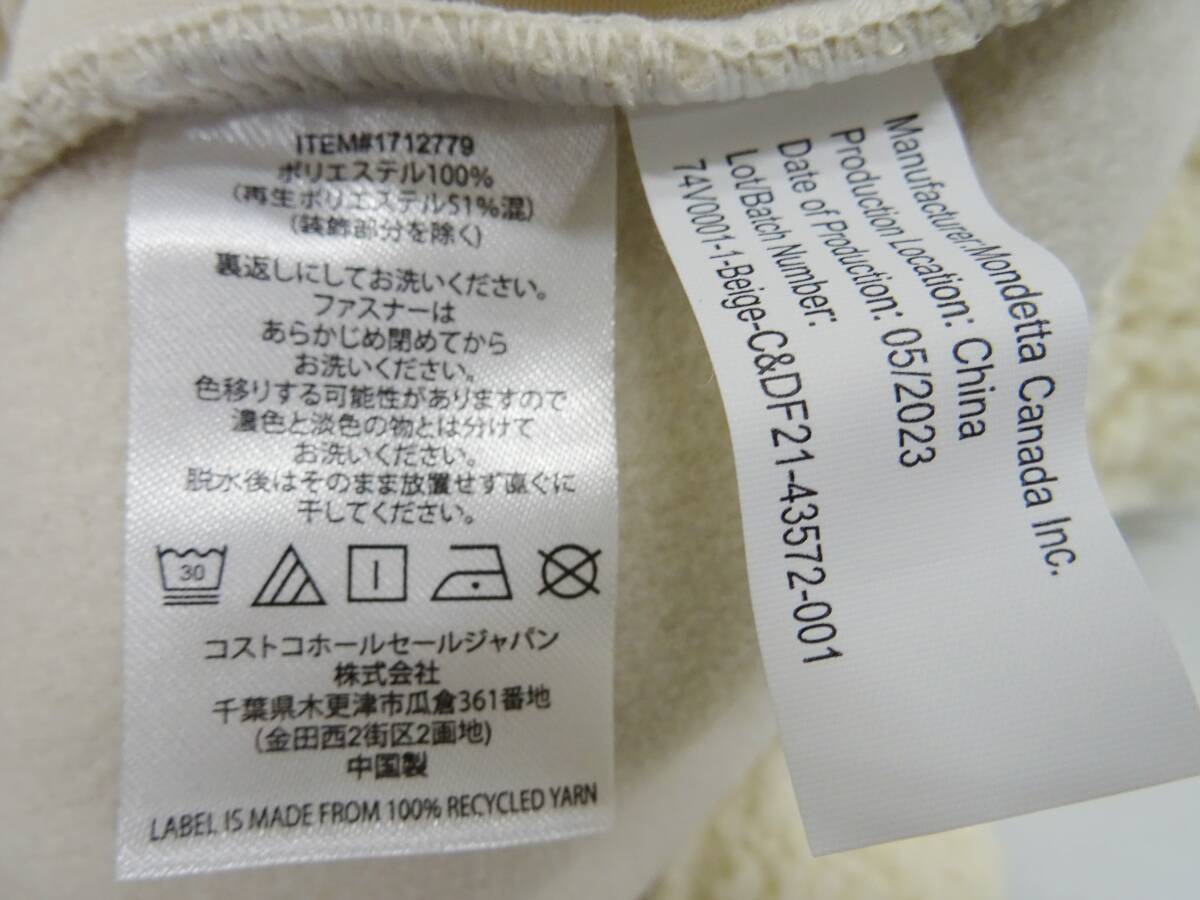 ITEM#1712779
ポリエステル100%
(再生ポリエステル51%混)
(装飾部分を除く)
裏返しにしてお洗いください。
ファスナーは
あらかじめ閉めてから
お洗いください。
色移りする可能性がありますので
濃色と淡色の物とは分けて
お洗いください。
脱水後はそのまま放置せず直ぐに
干してください。
30
コストコホールセールジャパン
株式会社
千葉県木更津市瓜倉361番地
(金田西2街区2画地)
中国製
LABEL IS MADE FROM 100% RECYCLED YARN
Manufacturer:Mondetta Canada Inc.
Production Location: China
Date of Production: 05/2023
Lot/Batch Number:
74V0001-1-Beige-C&DF21-43572-001